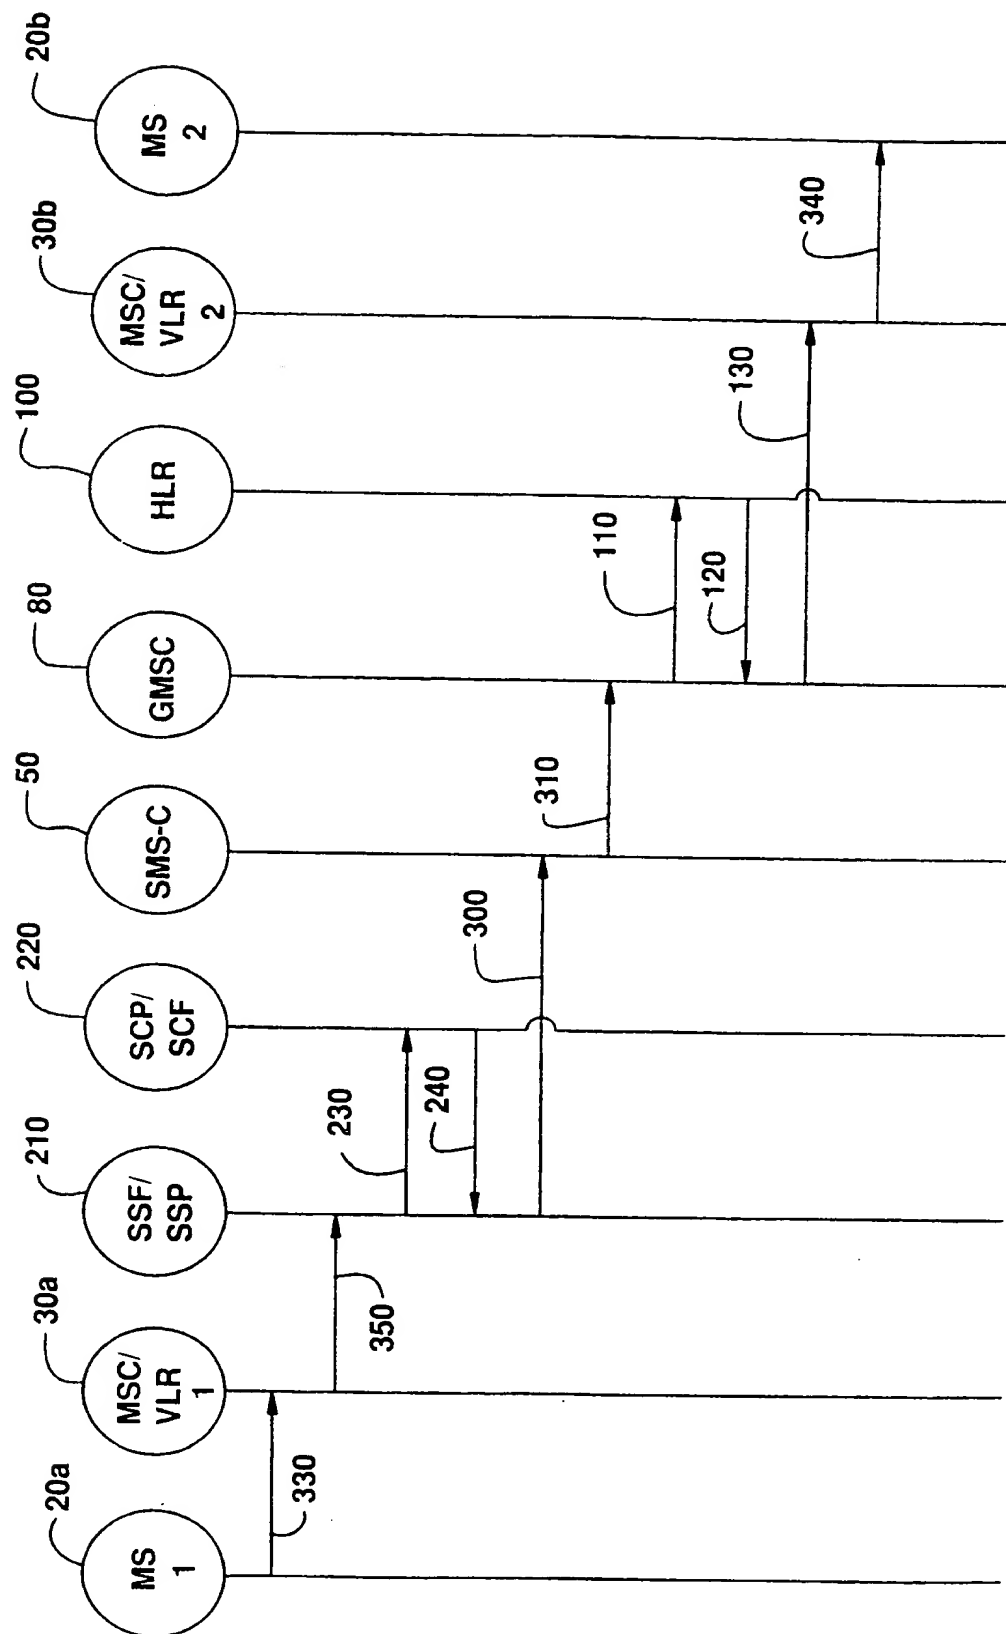 20a
MS
1
30a
MSC/
VLR
1
210
SSF/
SSP
220
SCP/
SCF
50
SMS-C
80
GMSC
100
HLR
30b
MSC/
VLR
2
20b
MS
2
330
350
230
240
300
310
110
120
130
340